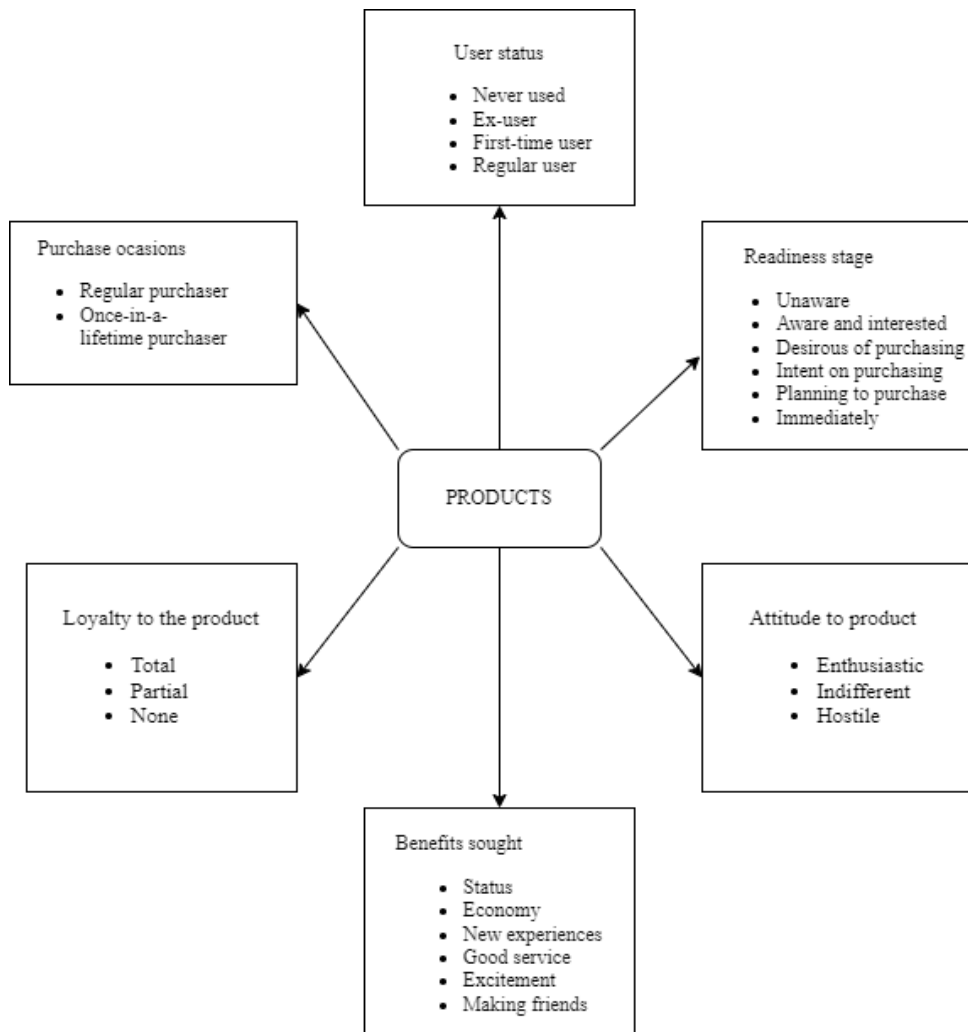 User status
• Never used
• Ex-user
• First-time user
• Regular user
Purchase ocasions
• Regular purchaser
• Once-in-a-
lifetime purchaser
Readiness stage
• Unaware
• Aware and interested
• Desirous of purchasing
• Intent on purchasing
• Planning to purchase
• Immediately
PRODUCTS
Loyalty to the product
• Total
• Partial
• None
Attitude to product
• Enthusiastic
• Indifferent
• Hostile
Benefits sought
• Status
• Economy
• New experiences
• Good service
• Excitement
• Making friends